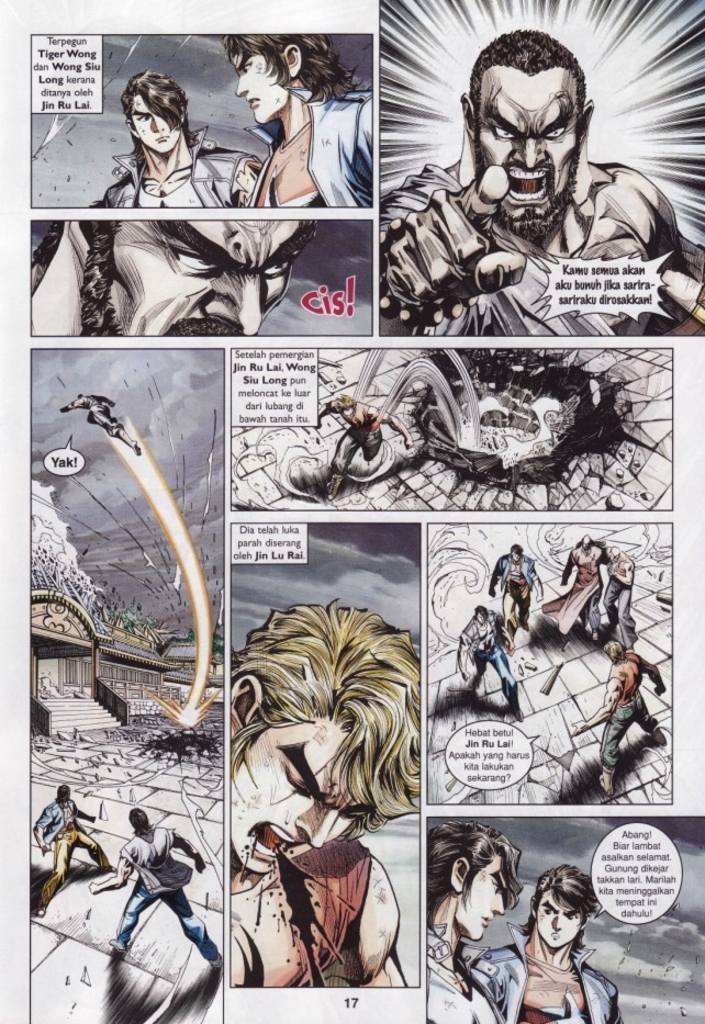 Terpegun
Tiger Wong
dan Wong Siu
Long kerana
ditanya oleh
Jin Ru Lai.
Kamu semua akan
aku bunuh jika sarira-
sariraku dirosakkan!
cis!
Yak!
Setelah pemergian
Jin Ru Lai, Wong
Siu Long pun
meloncat ke luar
dari lubang di
bawah tanah itu.
Dia telah luka
parah diserang
oleh Jin Lu Rai.
Hebat betul
Jin Ru Lai!
Apakah yang harus
kita lakukan
sekarang?
Abang!
Biar lambat
asalkan selamat.
Gunung dikejar
takkan lari. Marilah
kita meninggalkan
tempat ini
dahulu!
17